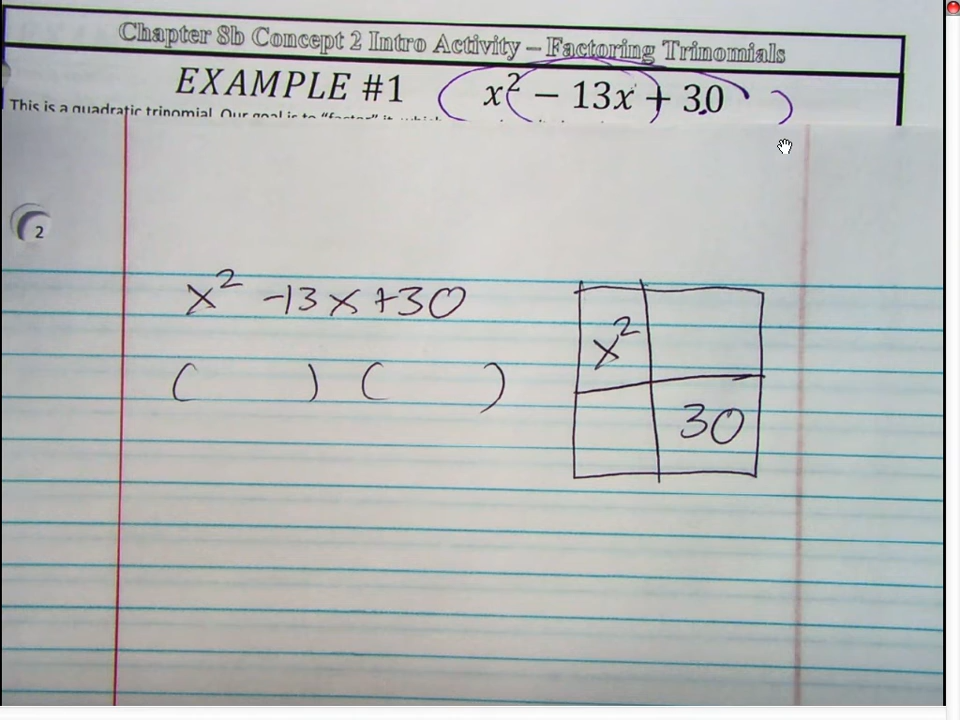 Chapter 8b Concept 2 Intro Activity – Factoring Trinomials
EXAMPLE #1 x² − 13x + 30
This is a quadratic trinomial. Our goal is to "factor" it, which
2
x² -13x +30
( ) ( )
x²
30